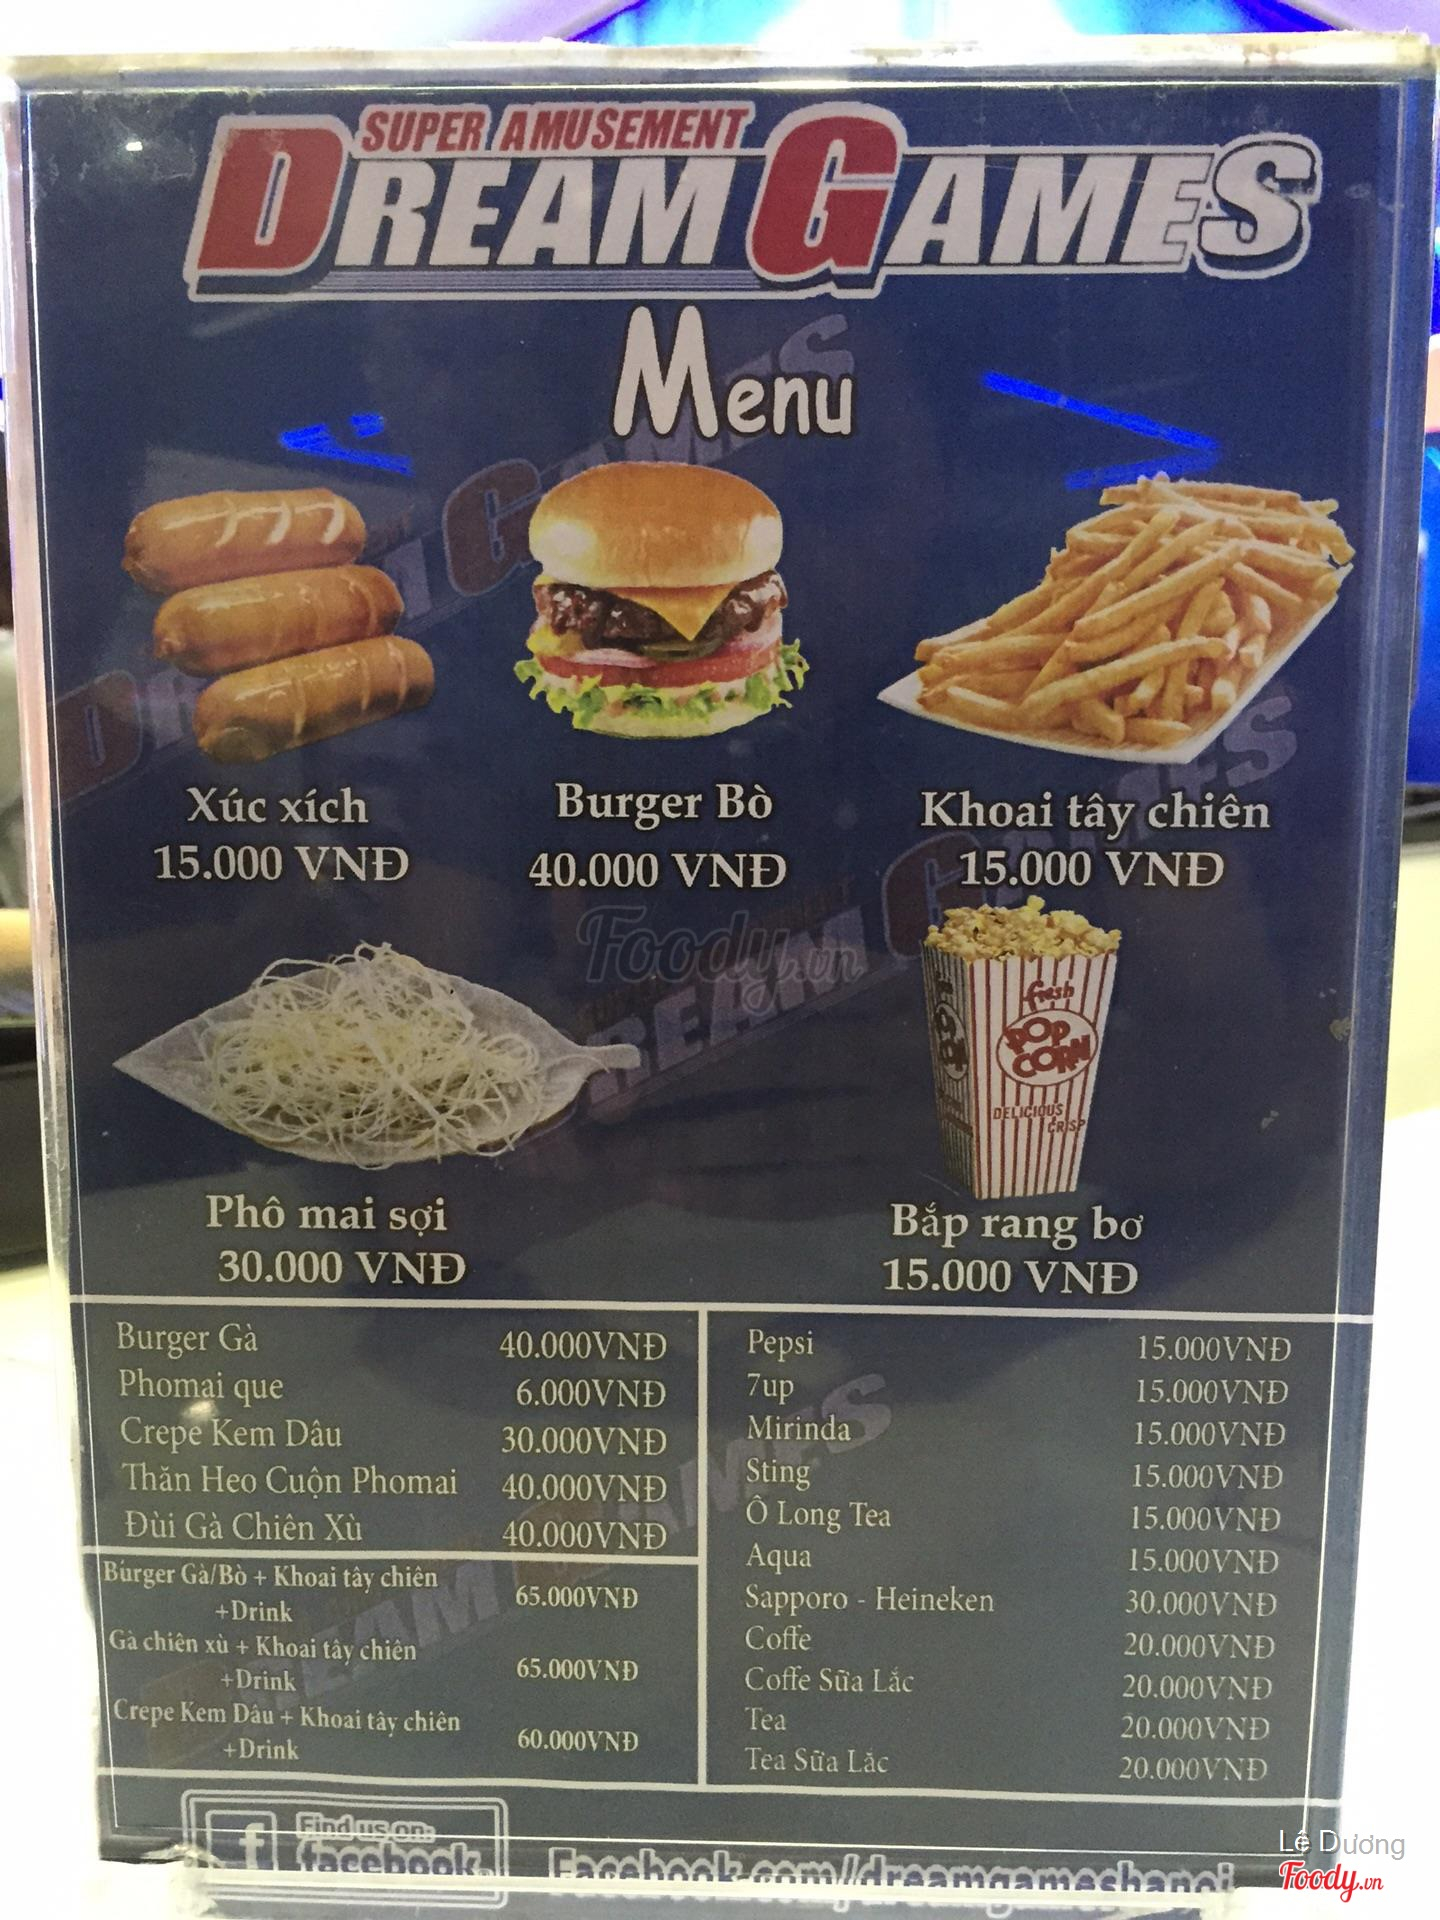 SUPER AMUSEMENT
DREAM GAMES
Menu
Xúc xích
15.000 VNĐ
Burger Bò
40.000 VNĐ
Khoai tây chiên
15.000 VNĐ
Foody.vn
fresh
POP
CORN
DELICIOUS
CRISP
Phô mai sợi
30.000 VNĐ
Bắp rang bơ
15.000 VNĐ
Burger Gà 40.000VNĐ
Phomai que 6.000VNĐ
Crepe Kem Dâu 30.000VNĐ
Thăn Heo Cuộn Phomai 40.000VNĐ
Đùi Gà Chiên Xù 40.000VNĐ
Burger Gà/Bò + Khoai tây chiên
+Drink 65.000VNĐ
Gà chiên xù + Khoai tây chiên
+Drink 65.000VNĐ
Crepe Kem Dâu + Khoai tây chiên
+Drink 60.000VNĐ
Pepsi 15.000VNĐ
7up 15.000VNĐ
Mirinda 15.000VNĐ
Sting 15.000VNĐ
Ô Long Tea 15.000VNĐ
Aqua 15.000VNĐ
Sapporo - Heineken 30.000VNĐ
Coffe 20.000VNĐ
Coffe Sữa Lắc 20.000VNĐ
Tea 20.000VNĐ
Tea Sữa Lắc 20.000VNĐ
f Find us on:
facebook
Facebook.com/dreamgameshanoi
Lê Dương
Foody.vn